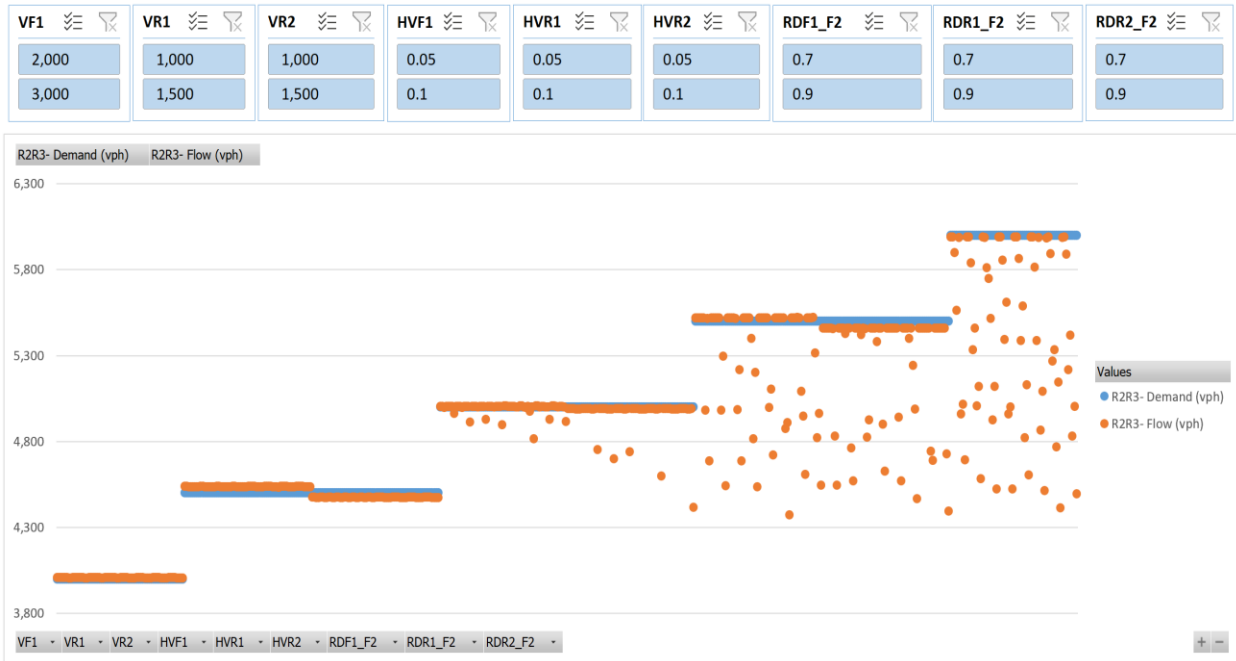 VF1 VR1 VR2 HVF1 HVR1 HVR2 RDF1_F2 RDR1_F2 RDR2_F2
2,000 1,000 1,000 0.05 0.05 0.05 0.7 0.7 0.7
3,000 1,500 1,500 0.1 0.1 0.1 0.9 0.9 0.9
R2R3- Demand (vph) R2R3- Flow (vph)
6,300
5,800
5,300
4,800
4,300
3,800
Values
R2R3- Demand (vph)
R2R3- Flow (vph)
VF1 VR1 VR2 HVF1 HVR1 HVR2 RDF1_F2 RDR1_F2 RDR2_F2
+ −